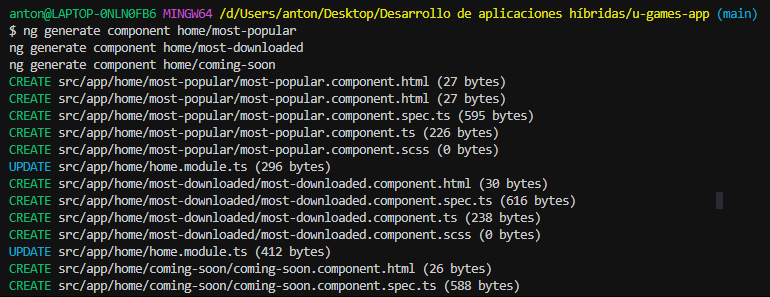 anton@LAPTOP-0NLN0FB6 MINGW64 /d/Users/anton/Desktop/Desarrollo de aplicaciones híbridas/u-games-app (main)
$ ng generate component home/most-popular
ng generate component home/most-downloaded
ng generate component home/coming-soon
CREATE src/app/home/most-popular/most-popular.component.html (27 bytes)
CREATE src/app/home/most-popular/most-popular.component.html (27 bytes)
CREATE src/app/home/most-popular/most-popular.component.spec.ts (595 bytes)
CREATE src/app/home/most-popular/most-popular.component.ts (226 bytes)
CREATE src/app/home/most-popular/most-popular.component.scss (0 bytes)
UPDATE src/app/home/home.module.ts (296 bytes)
CREATE src/app/home/most-downloaded/most-downloaded.component.html (30 bytes)
CREATE src/app/home/most-downloaded/most-downloaded.component.spec.ts (616 bytes)
CREATE src/app/home/most-downloaded/most-downloaded.component.ts (238 bytes)
CREATE src/app/home/most-downloaded/most-downloaded.component.scss (0 bytes)
UPDATE src/app/home/home.module.ts (412 bytes)
CREATE src/app/home/coming-soon/coming-soon.component.html (26 bytes)
CREATE src/app/home/coming-soon/coming-soon.component.spec.ts (588 bytes)